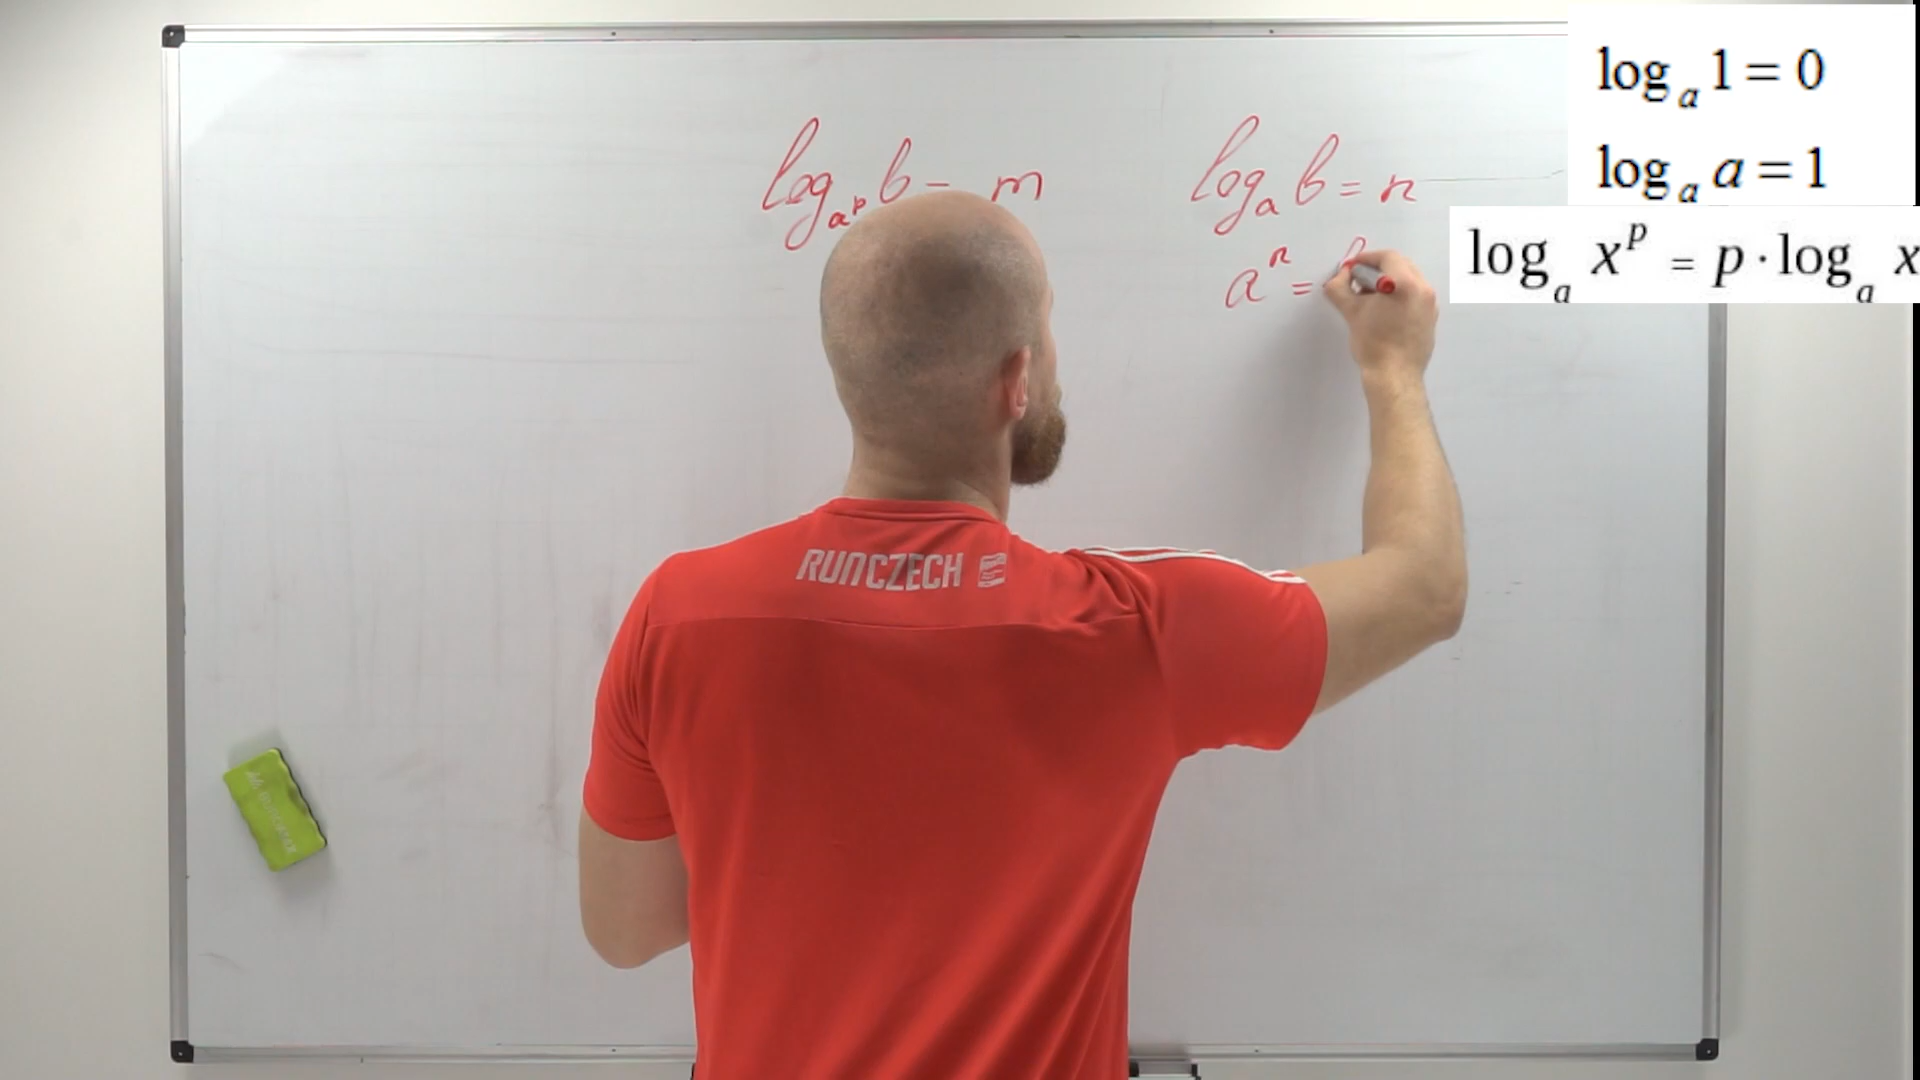 log_a 1 = 0
log_a a = 1
log_a x^p = p · log_a x
log_{a^p} b = m
log_a b = n
a^n =
RUNCZECH